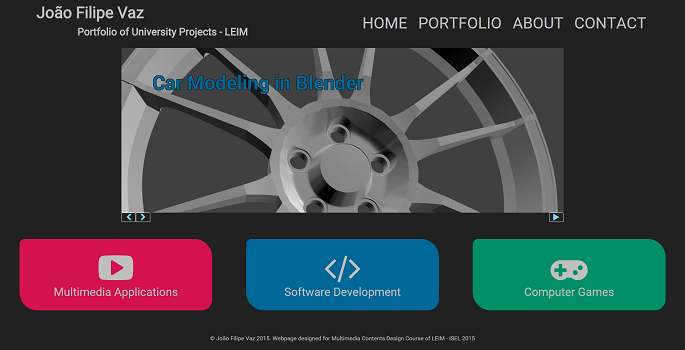 João Filipe Vaz
Portfolio of University Projects - LEIM
HOME PORTFOLIO ABOUT CONTACT
Car Modeling in Blender
Multimedia Applications
Software Development
Computer Games
© João Filipe Vaz 2015. Webpage designed for Multimedia Contents Design Course of LEIM - ISEL 2015